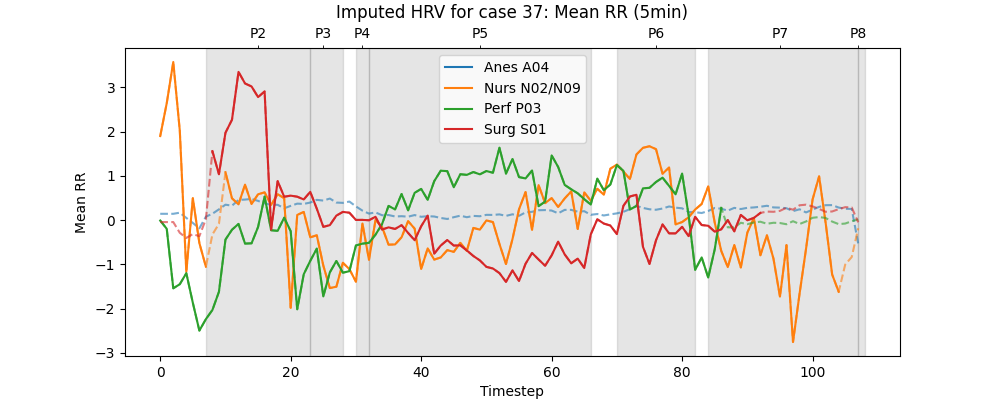 Imputed HRV for case 37: Mean RR (5min)
P2 P3 P4 P5 P6 P7 P8
Anes A04
Nurs N02/N09
Perf P03
Surg S01
3
2
1
0
−1
−2
−3
Mean RR
0 20 40 60 80 100
Timestep